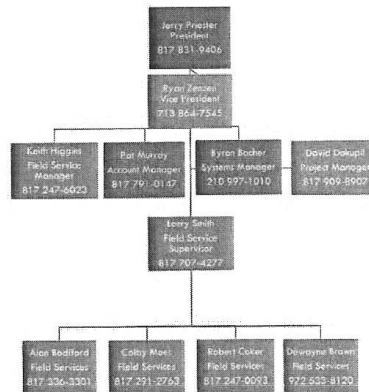 Jerry Priester
President
817 831-9406
Ryan Zenzen
Vice President
713 864-7545
Keith Higgins
Field Service
Manager
817 247-6023
Pat Murray
Account Manager
817 791-0147
Byron Bocher
Systems Manager
210 997-1010
David
Project Manager
817 909-8907
Larry Smith
Field Service
Supervisor
817 707-4277
Alan Bodiford
Field Services
817 336-3301
Colby
Field Services
817 291-2763
Robert Coker
Field Services
817 247-0093
Dewayne Brown
Field Services
972 533-8120